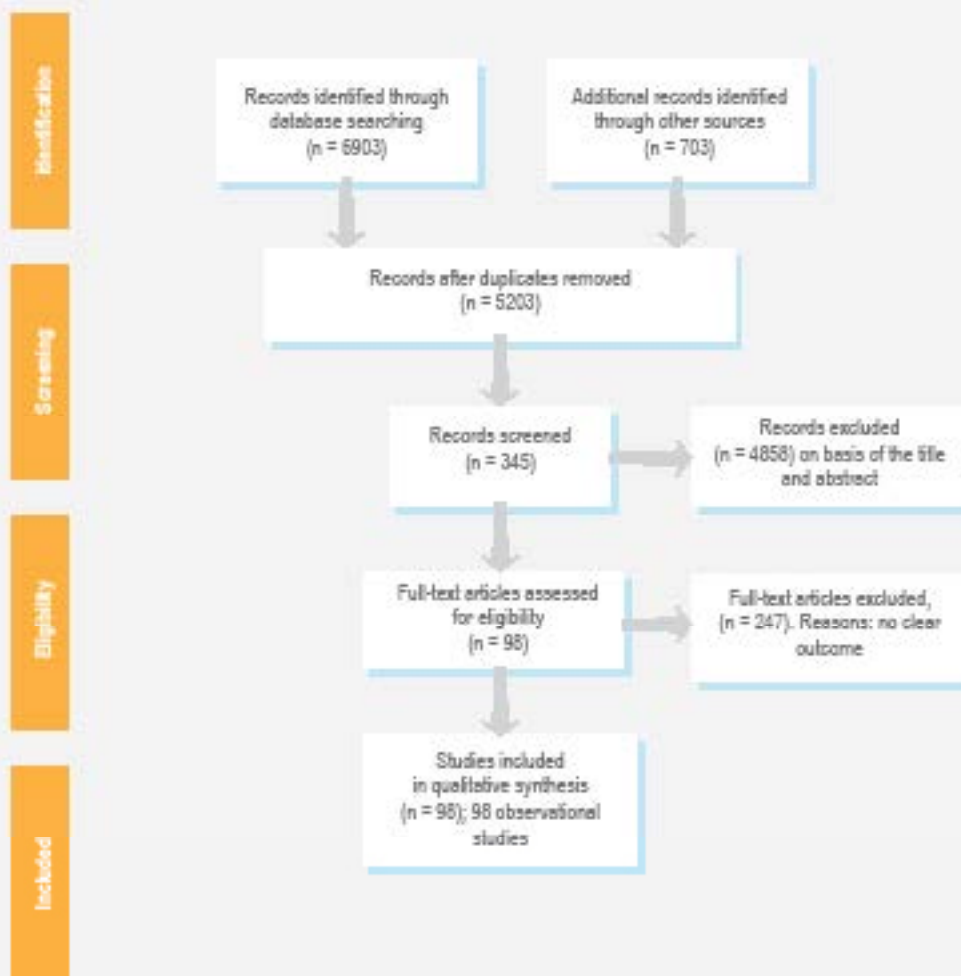 Identification
Records identified through
database searching
(n = 6903)
Additional records identified
through other sources
(n = 703)
Records after duplicates removed
(n = 5203)
Screening
Records screened
(n = 345)
Records excluded
(n = 4858) on basis of the title
and abstract
Eligibility
Full-text articles assessed
for eligibility
(n = 98)
Full-text articles excluded,
(n = 247). Reasons: no clear
outcome
Included
Studies included
in qualitative synthesis
(n = 98); 98 observational
studies